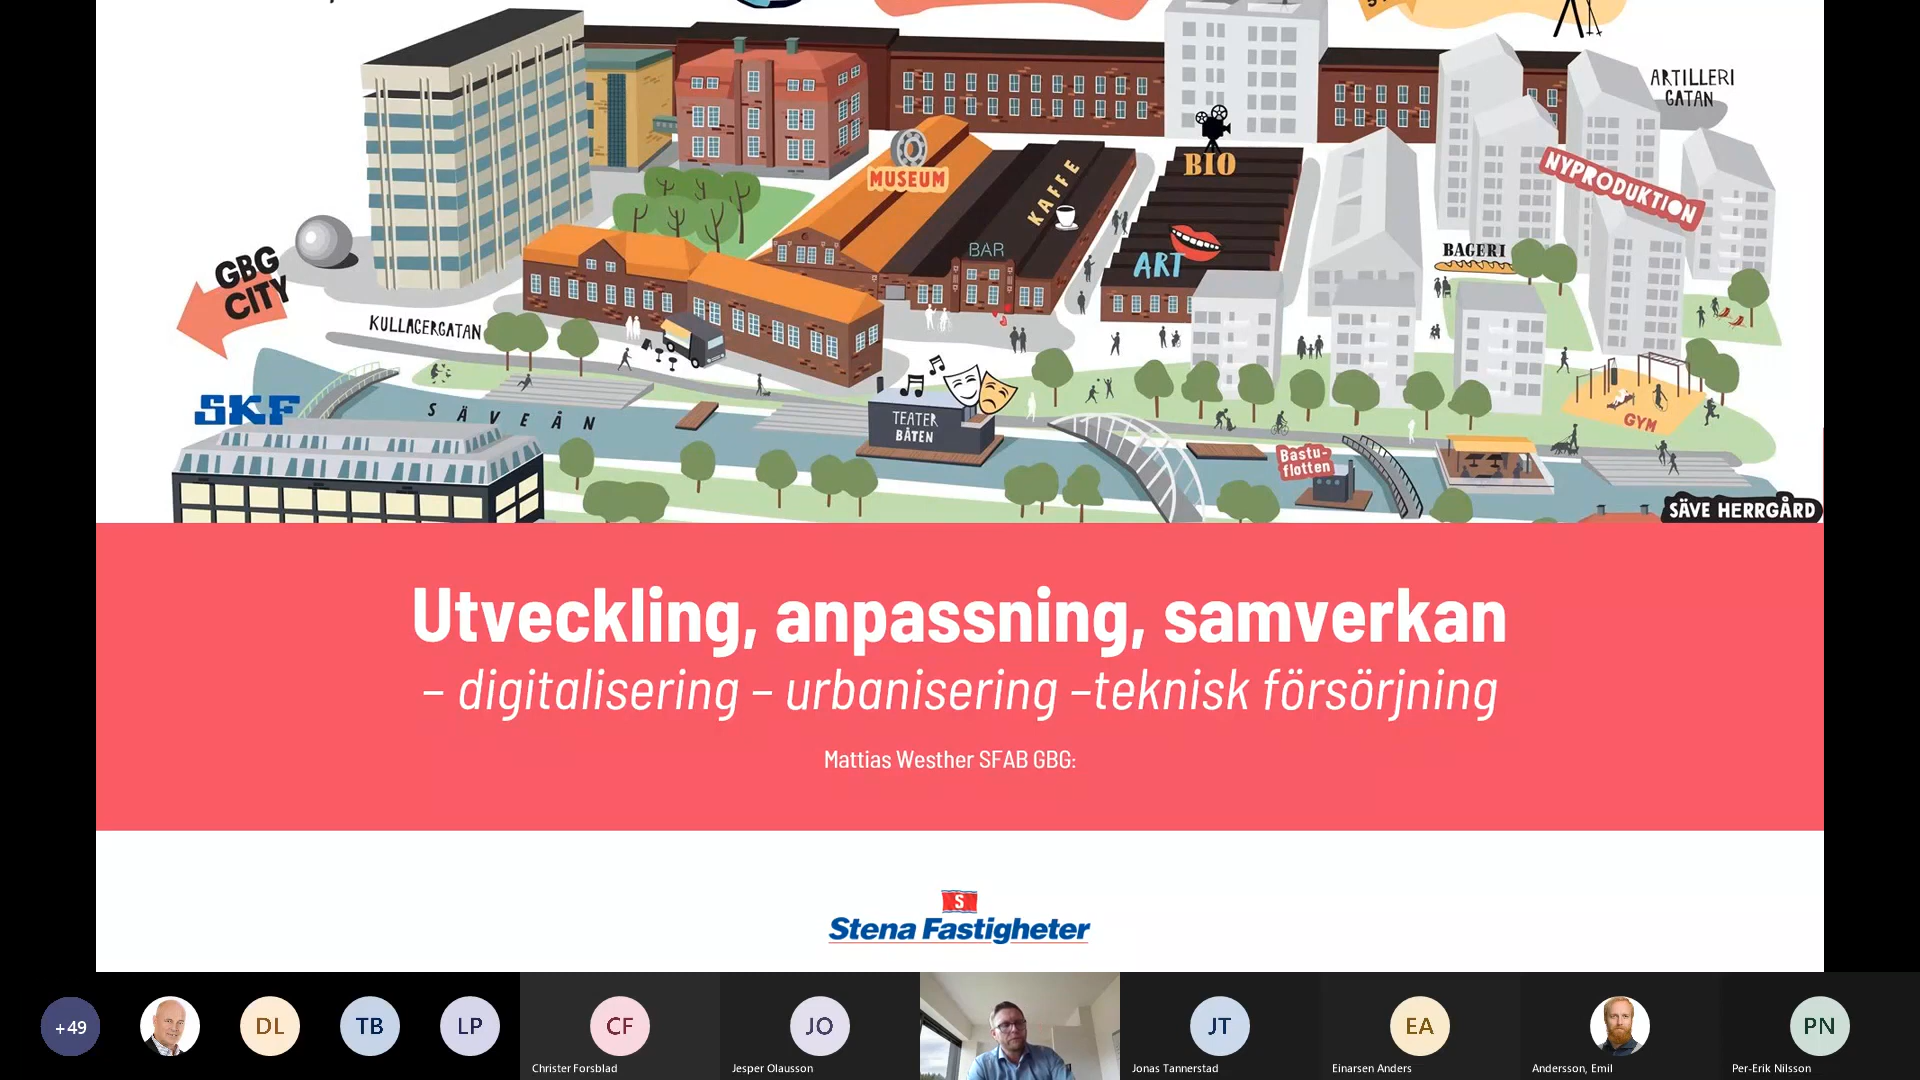 ARTILLERI
GATAN
MUSEUM
KAFFE
BIO
NYPRODUKTION
GBG
CITY
BAR
ART
BAGERI
KULLAGERGATAN
SKF
SÄVEÅN
TEATER
BÅTEN
GYM
Bastu-
flotten
SÄVE HERRGÅRD
Utveckling, anpassning, samverkan
– digitalisering – urbanisering –teknisk försörjning
Mattias Westher SFAB GBG:
S
Stena Fastigheter
+49
DL
TB
LP
CF
JO
JT
EA
PN
Christer Forsblad
Jesper Olausson
Jonas Tannerstad
Einarsen Anders
Andersson, Emil
Per-Erik Nilsson